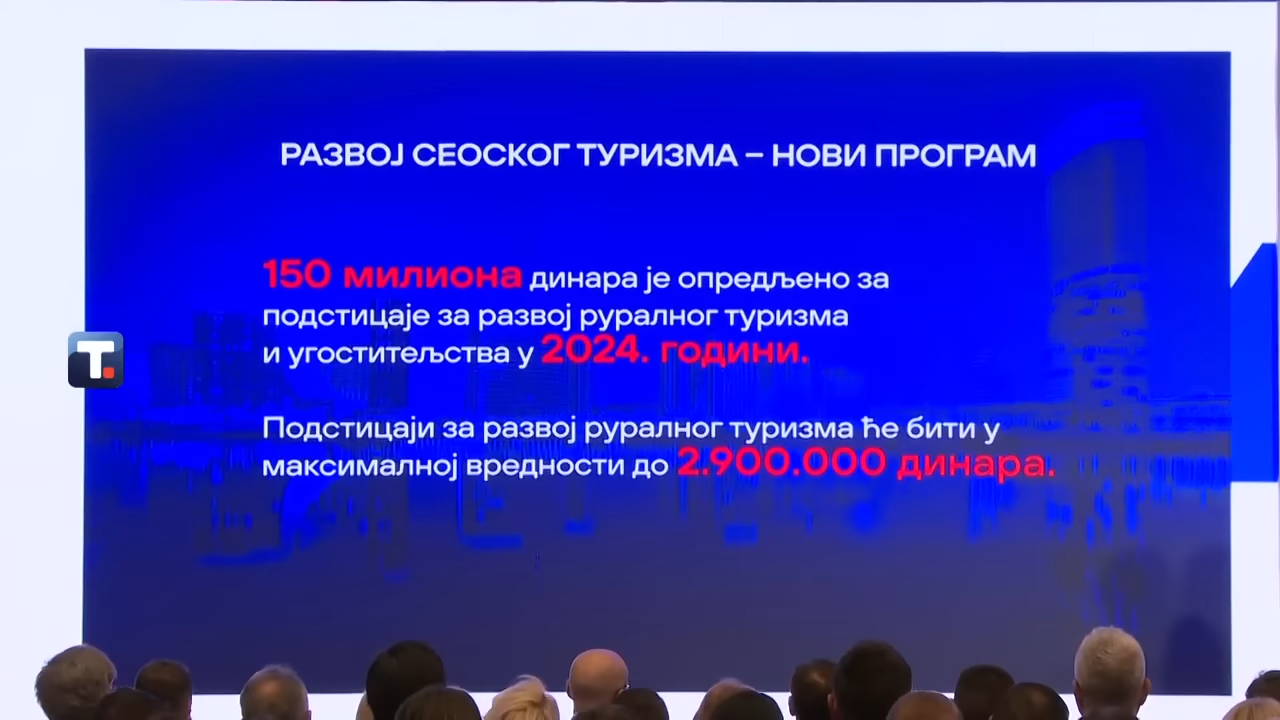 РАЗВОЈ СЕОСКОГ ТУРИЗМА – НОВИ ПРОГРАМ
150 милиона динара је опредљено за
подстицаје за развој руралног туризма
и угоститељства у 2024. години.
Подстицаји за развој руралног туризма ће бити у
максималној вредности до 2.900.000 динара.
T.